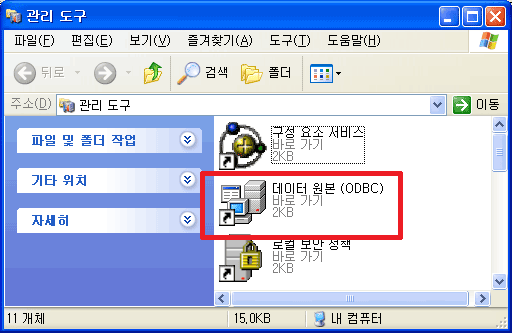 관리 도구
파일(F) 편집(E) 보기(V) 즐겨찾기(A) 도구(T) 도움말(H)
뒤로 검색 폴더
주소(D) 관리 도구 이동
파일 및 폴더 작업
기타 위치
자세히
구성 요소 서비스
바로 가기
2KB
데이터 원본 (ODBC)
바로 가기
2KB
로컬 보안 정책
바로 가기
2KB
11 개체 15.0KB 내 컴퓨터